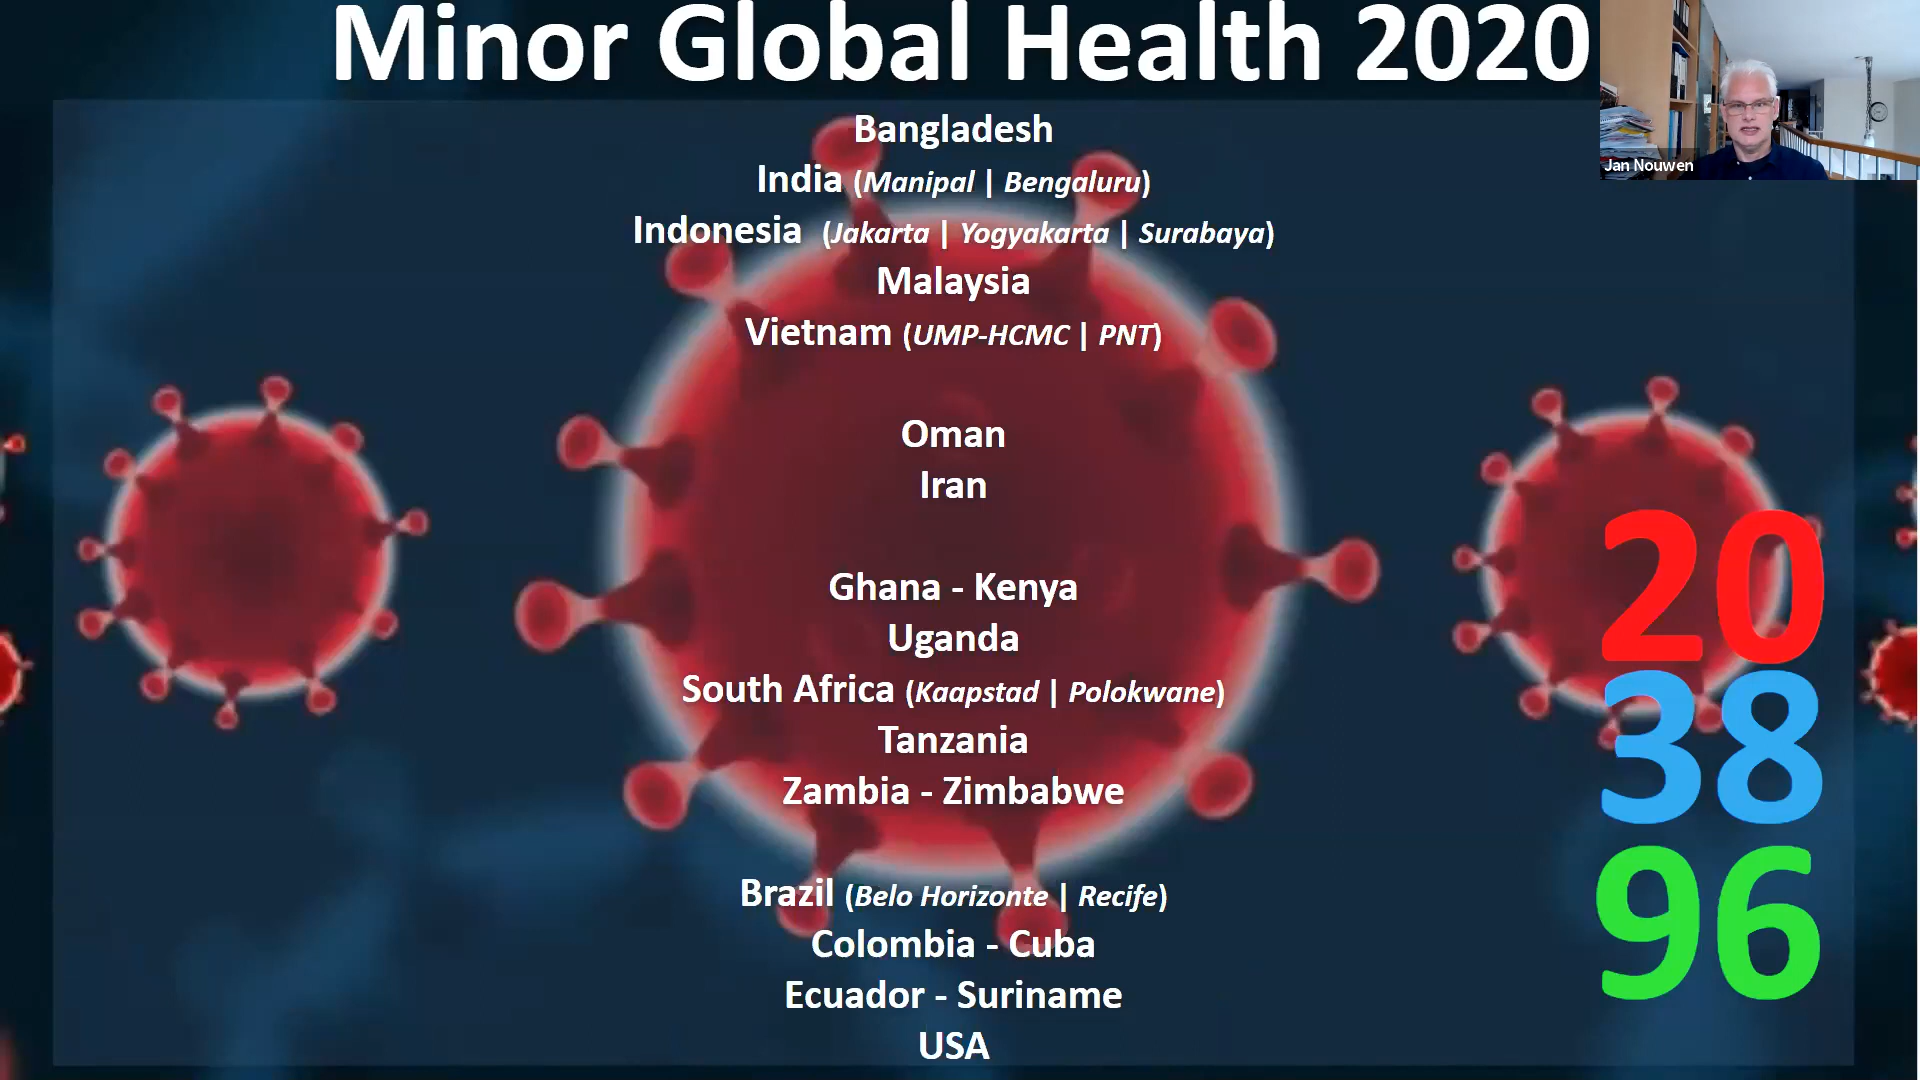 Minor Global Health 2020
Jan Nouwen
Bangladesh
India (Manipal | Bengaluru)
Indonesia (Jakarta | Yogyakarta | Surabaya)
Malaysia
Vietnam (UMP-HCMC | PNT)
Oman
Iran
Ghana - Kenya
Uganda
South Africa (Kaapstad | Polokwane)
Tanzania
Zambia - Zimbabwe
Brazil (Belo Horizonte | Recife)
Colombia - Cuba
Ecuador - Suriname
USA
20
38
96